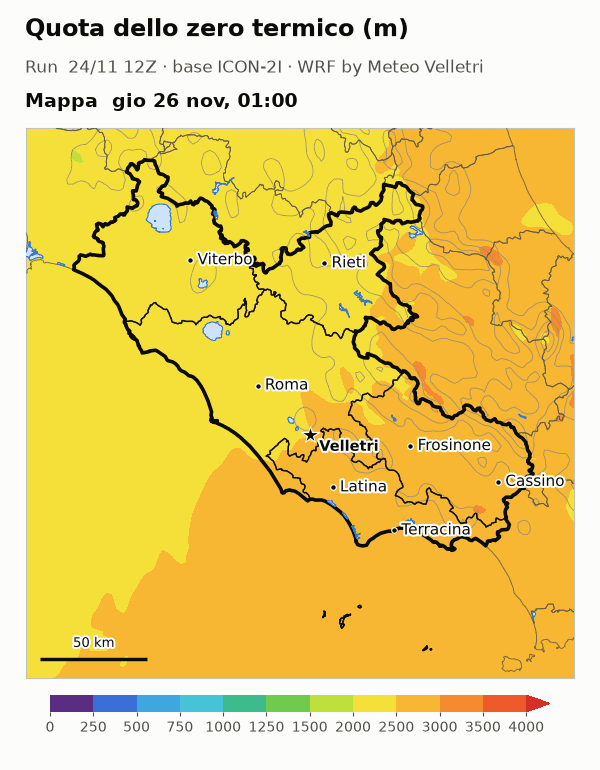 Quota dello zero termico (m)
Run 24/11 12Z · base ICON-2I · WRF by Meteo Velletri
Mappa gio 26 nov, 01:00
Viterbo
Rieti
Roma
Velletri
Frosinone
Latina
Cassino
Terracina
50 km
0 250 500 750 1000 1250 1500 2000 2500 3000 3500 4000